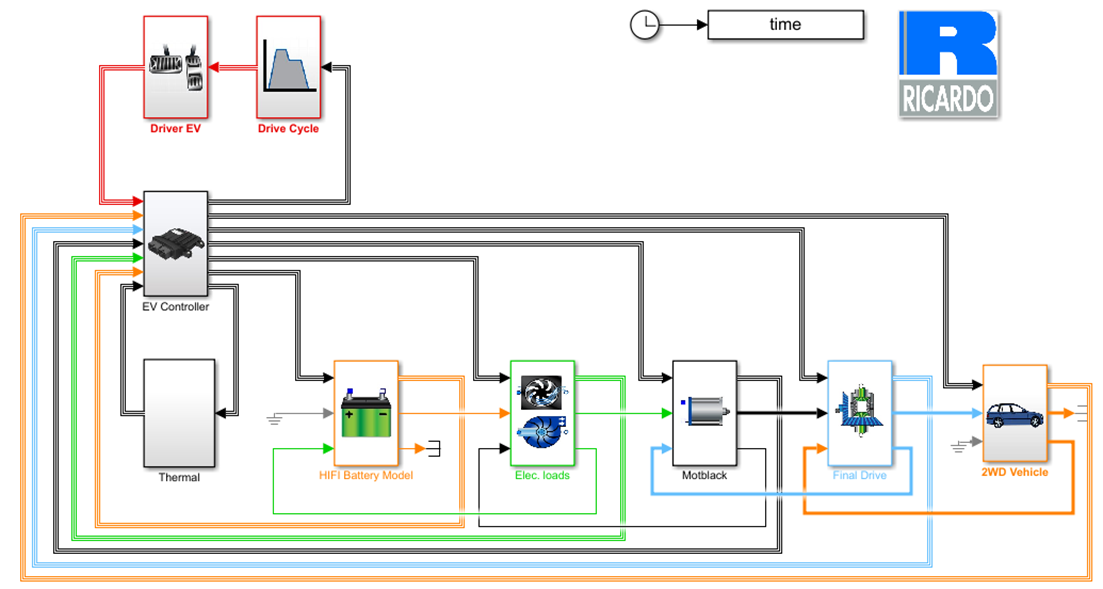 time
R
RICARDO
Driver EV
Drive Cycle
EV Controller
Thermal
HIFI Battery Model
Elec. loads
Motblack
Final Drive
2WD Vehicle